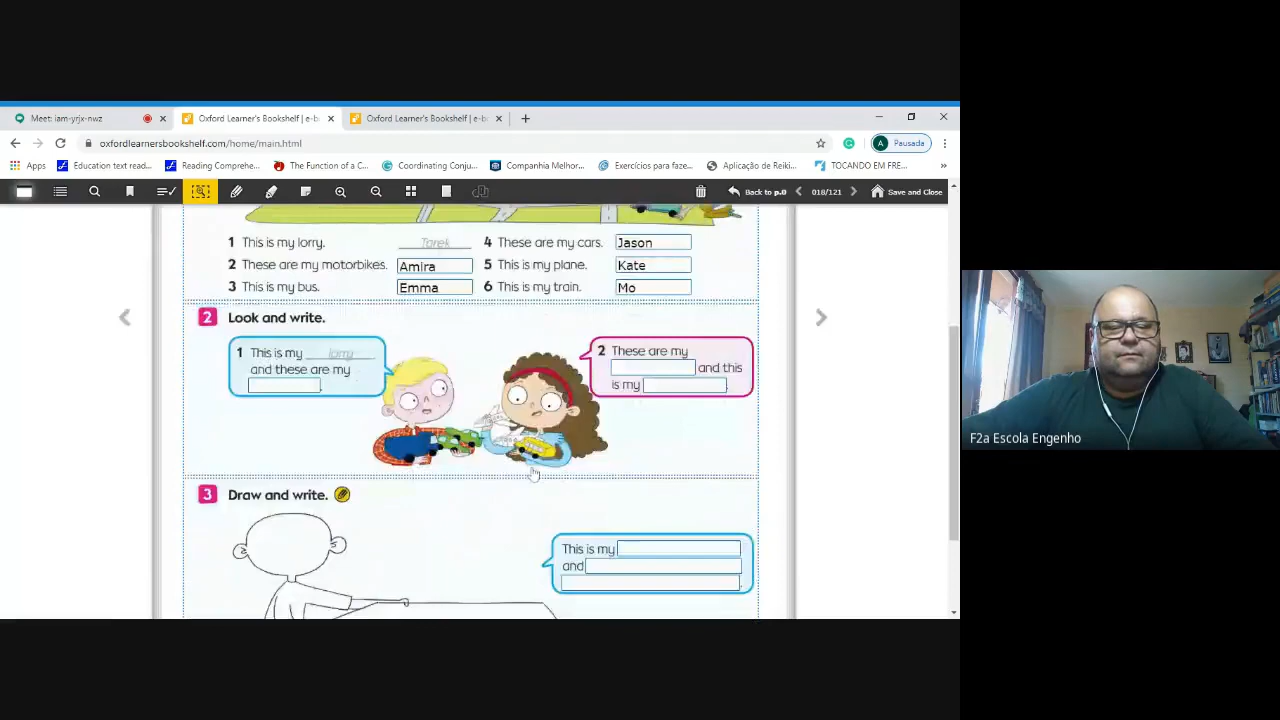 Meet: iam-yrjx-nwz
Oxford Learner's Bookshelf | e-b
Oxford Learner's Bookshelf | e-b
oxfordlearnersbookshelf.com/home/main.html
A Pausada
Apps Education text read... Reading Comprehe... The Function of a C... Coordinating Conju... Companhia Melhor... Exercícios para faze... Aplicação de Reiki... TOCANDO EM FRE... »
Back to p.0 018/121 Save and Close
1 This is my lorry. Tarek
2 These are my motorbikes. Amira
3 This is my bus. Emma
4 These are my cars. Jason
5 This is my plane. Kate
6 This is my train. Mo
2 Look and write.
1 This is my lorry
and these are my
.
2 These are my
and this
is my .
3 Draw and write.
This is my
and
.
F2a Escola Engenho